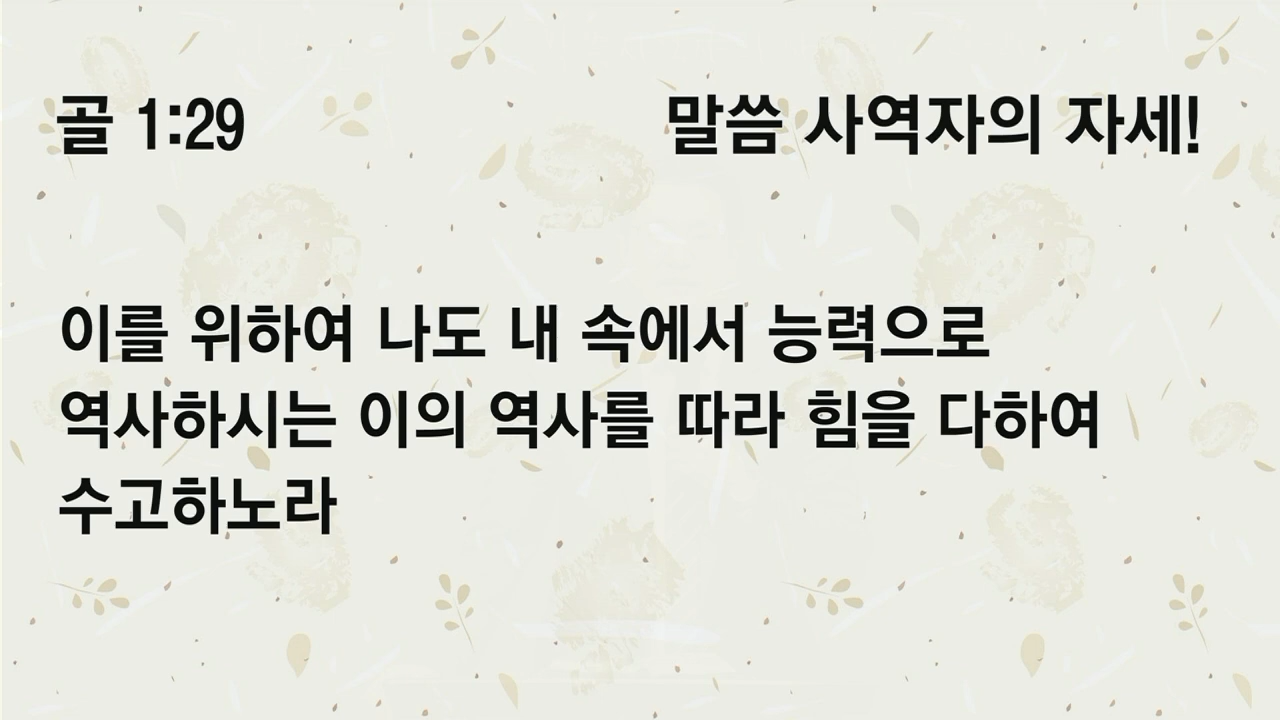 골 1:29 말씀 사역자의 자세!
이를 위하여 나도 내 속에서 능력으로
역사하시는 이의 역사를 따라 힘을 다하여
수고하노라